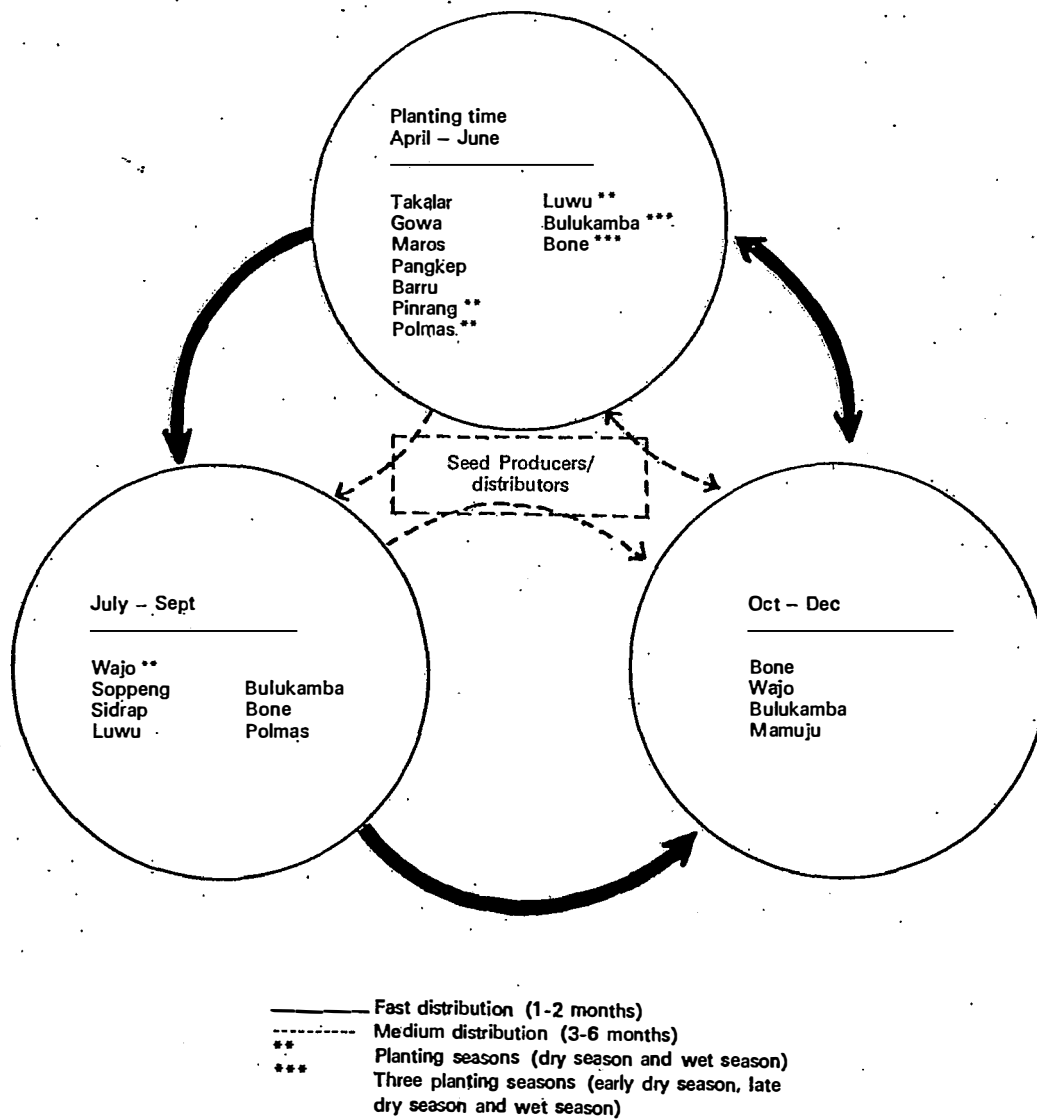 Planting time
April – June
Takalar
Gowa
Maros
Pangkep
Barru
Pinrang **
Polmas **
Luwu **
Bulukamba ***
Bone ***
Seed Producers/
distributors
July – Sept
Wajo **
Soppeng
Sidrap
Luwu
Bulukamba
Bone
Polmas
Oct – Dec
Bone
Wajo
Bulukamba
Mamuju
Fast distribution (1-2 months)
Medium distribution (3-6 months)
** Planting seasons (dry season and wet season)
*** Three planting seasons (early dry season, late
dry season and wet season)